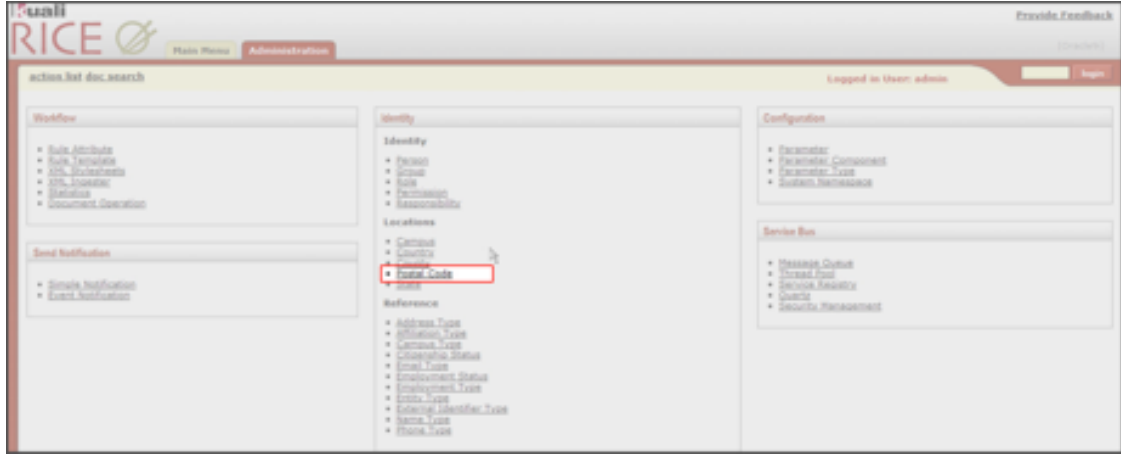 Kuali
RICE
Provide Feedback
Main Menu
Administration
action list doc search
Logged in User: admin
login
Workflow
Rule Attribute
Rule Template
XML Stylesheets
XML Ingester
Statistics
Document Operation
Send Notification
Simple Notification
Event Notification
Identity
Identity
Person
Group
Role
Permission
Responsibility
Locations
Campus
Country
County
Postal Code
State
Reference
Address Type
Affiliation Type
Campus Type
Citizenship Status
Email Type
Employment Status
Employment Type
Entity Type
External Identifier Type
Name Type
Phone Type
Configuration
Parameter
Parameter Component
Parameter Type
System Namespace
Service Bus
Message Queue
Thread Pool
Service Registry
Quartz
Security Management